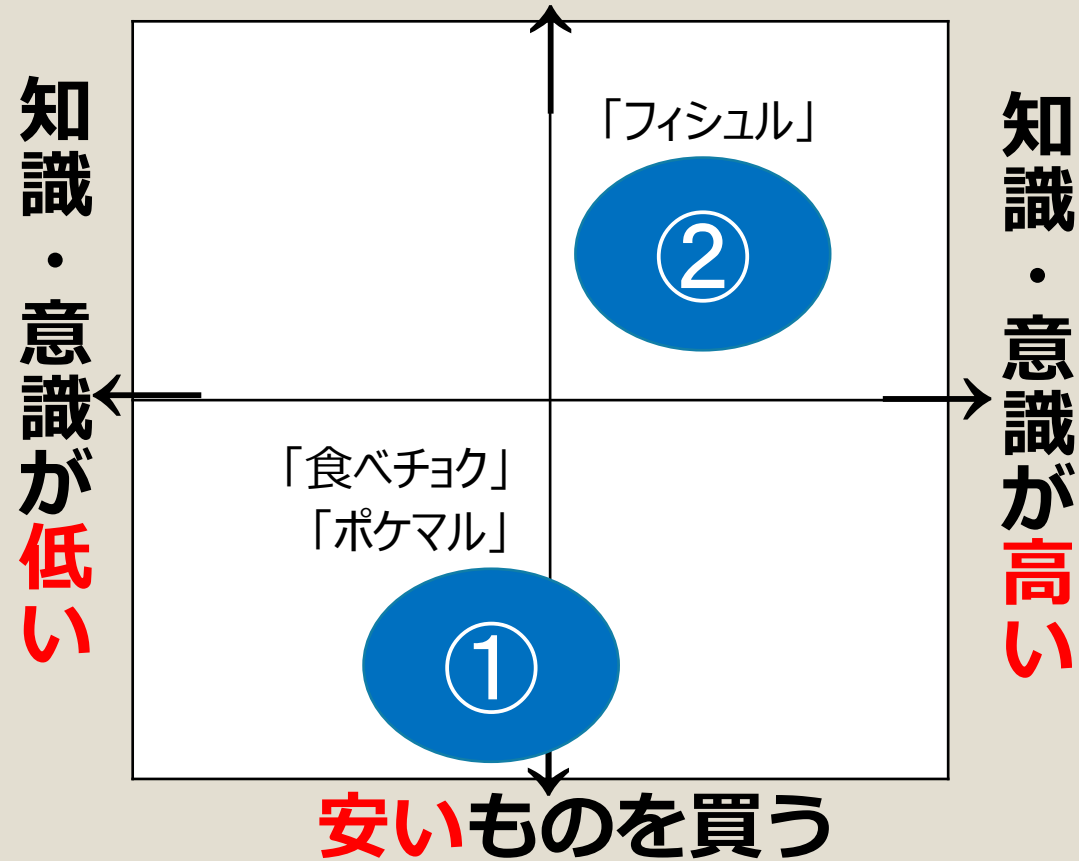 知識・意識が低い
「フィシュル」
②
「食べチョク」
「ポケマル」
①
知識・意識が高い
安いものを買う